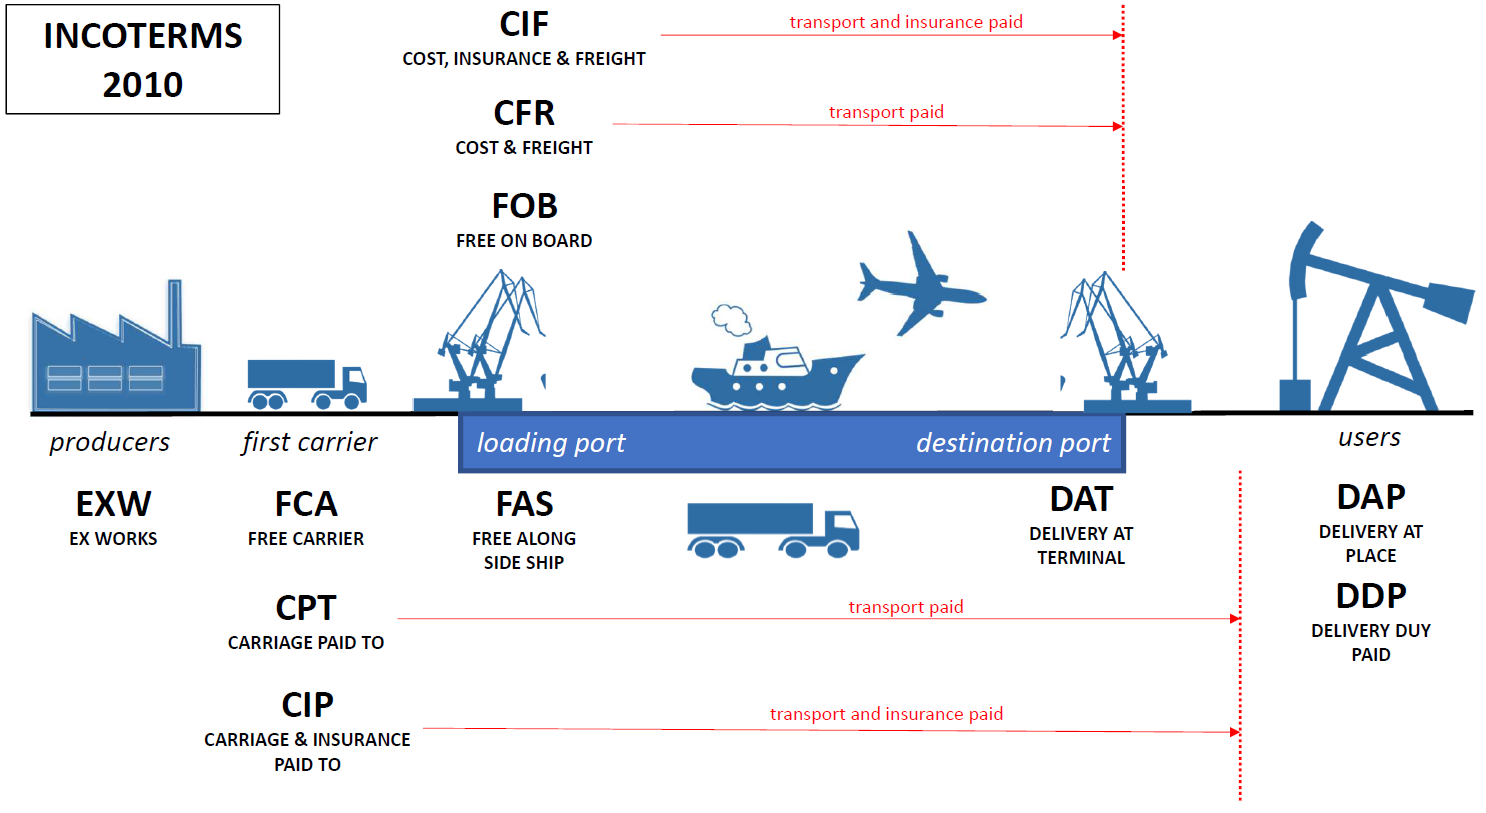 INCOTERMS
2010
CIF
COST, INSURANCE & FREIGHT
transport and insurance paid
CFR
COST & FREIGHT
transport paid
FOB
FREE ON BOARD
producers
first carrier
loading port
destination port
users
EXW
EX WORKS
FCA
FREE CARRIER
FAS
FREE ALONG
SIDE SHIP
DAT
DELIVERY AT
TERMINAL
DAP
DELIVERY AT
PLACE
DDP
DELIVERY DUY
PAID
CPT
CARRIAGE PAID TO
transport paid
CIP
CARRIAGE & INSURANCE
PAID TO
transport and insurance paid